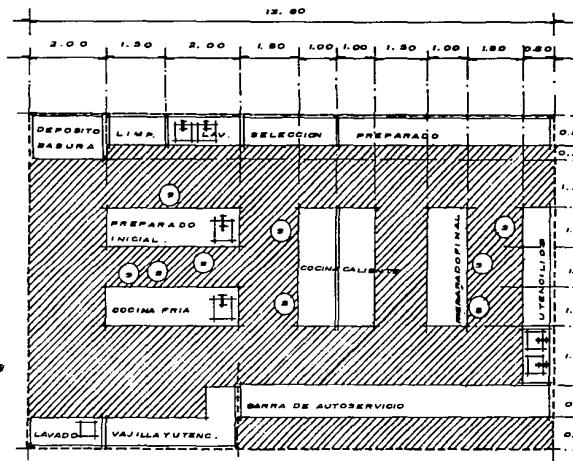 13.80
2.00 1.50 2.00 1.50 1.00 1.00 1.50 1.00 1.50 0.80
DEPOSITO BASURA
LIMP.
LAV.
SELECCION
PREPARADO
PREPARADO INICIAL.
COCINA FRIA
COCINA CALIENTE
PREPARADO FINAL
UTENCILIOS
BARRA DE AUTOSERVICIO
LAVADO
VAJILLA Y UTENC.